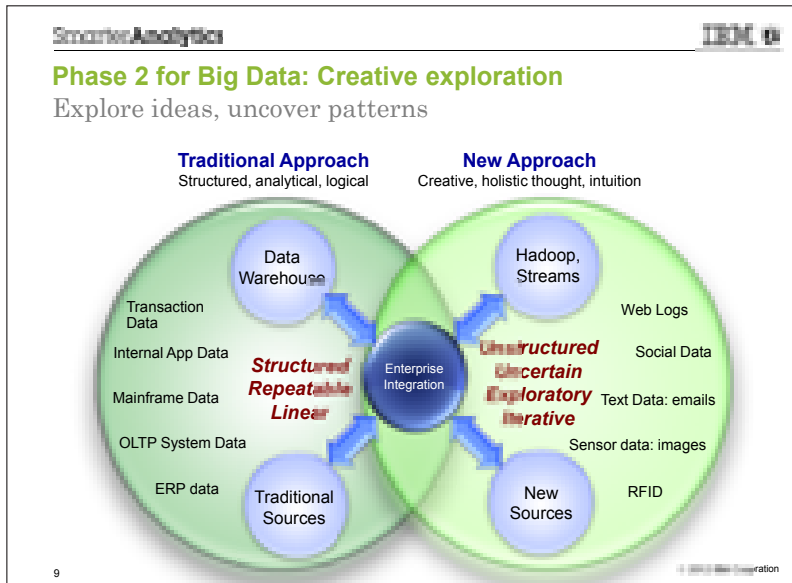 SmarterAnalytics
IBM
Phase 2 for Big Data: Creative exploration
Explore ideas, uncover patterns
Traditional Approach
Structured, analytical, logical
New Approach
Creative, holistic thought, intuition
Data
Warehouse
Hadoop,
Streams
Transaction
Data
Internal App Data
Mainframe Data
OLTP System Data
ERP data
Structured
Repeatable
Linear
Enterprise
Integration
Unstructured
Uncertain
Exploratory
Iterative
Web Logs
Social Data
Text Data: emails
Sensor data: images
RFID
Traditional
Sources
New
Sources
9
IBM Corporation